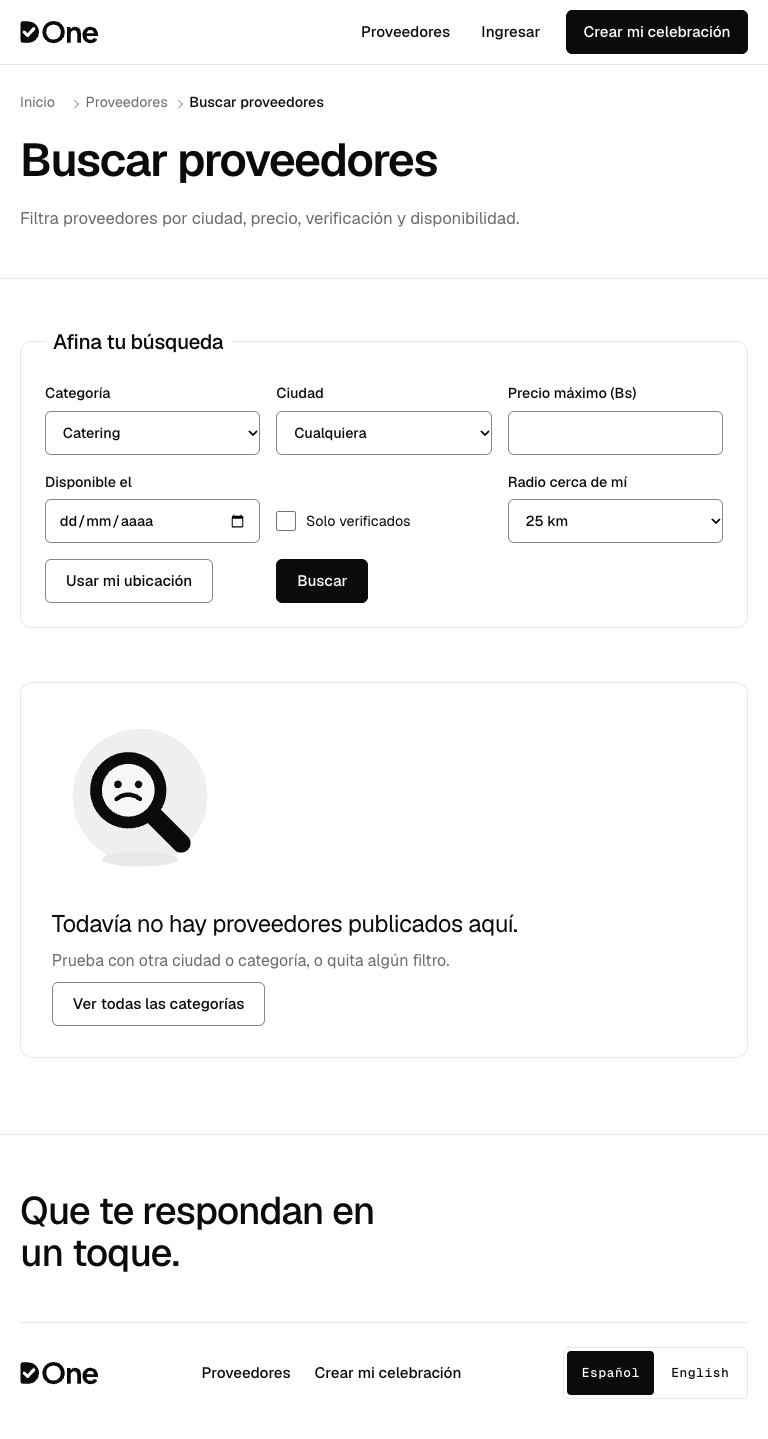 DOne
Proveedores
Ingresar
Crear mi celebración
Inicio
Proveedores
Buscar proveedores
Buscar proveedores
Filtra proveedores por ciudad, precio, verificación y disponibilidad.
Afina tu búsqueda
Categoría
Ciudad
Precio máximo (Bs)
Catering
Cualquiera
Disponible el
Radio cerca de mí
dd/mm/aaaa
Solo verificados
25 km
Usar mi ubicación
Buscar
Todavía no hay proveedores publicados aquí.
Prueba con otra ciudad o categoría, o quita algún filtro.
Ver todas las categorías
Que te respondan en
un toque.
DOne
Proveedores
Crear mi celebración
Español
English